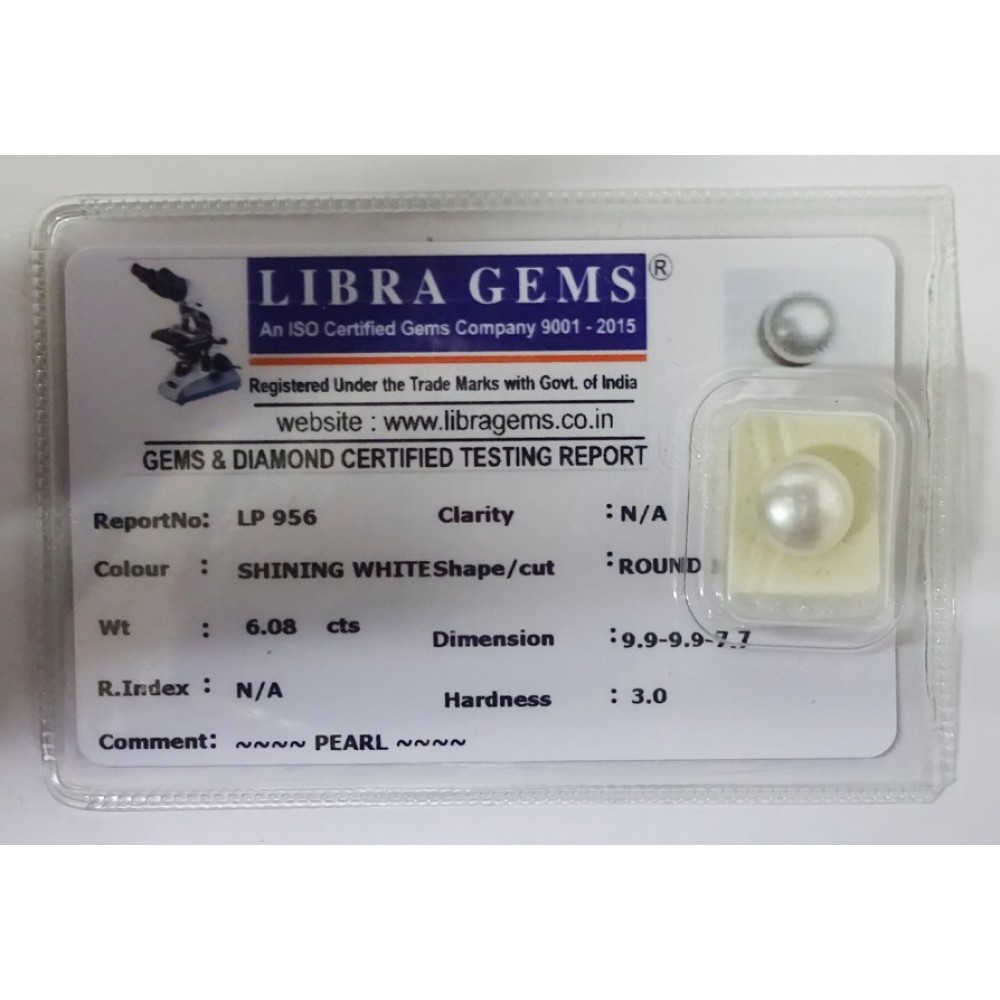 LIBRA GEMS ®
An ISO Certified Gems Company 9001 - 2015
Registered Under the Trade Marks with Govt. of India
website : www.libragems.co.in
GEMS & DIAMOND CERTIFIED TESTING REPORT
ReportNo: LP 956 Clarity : N/A
Colour : SHINING WHITE Shape/cut : ROUND
Wt : 6.08 cts Dimension : 9.9-9.9-7.7
R.Index : N/A Hardness : 3.0
Comment: ~~~~ PEARL ~~~~